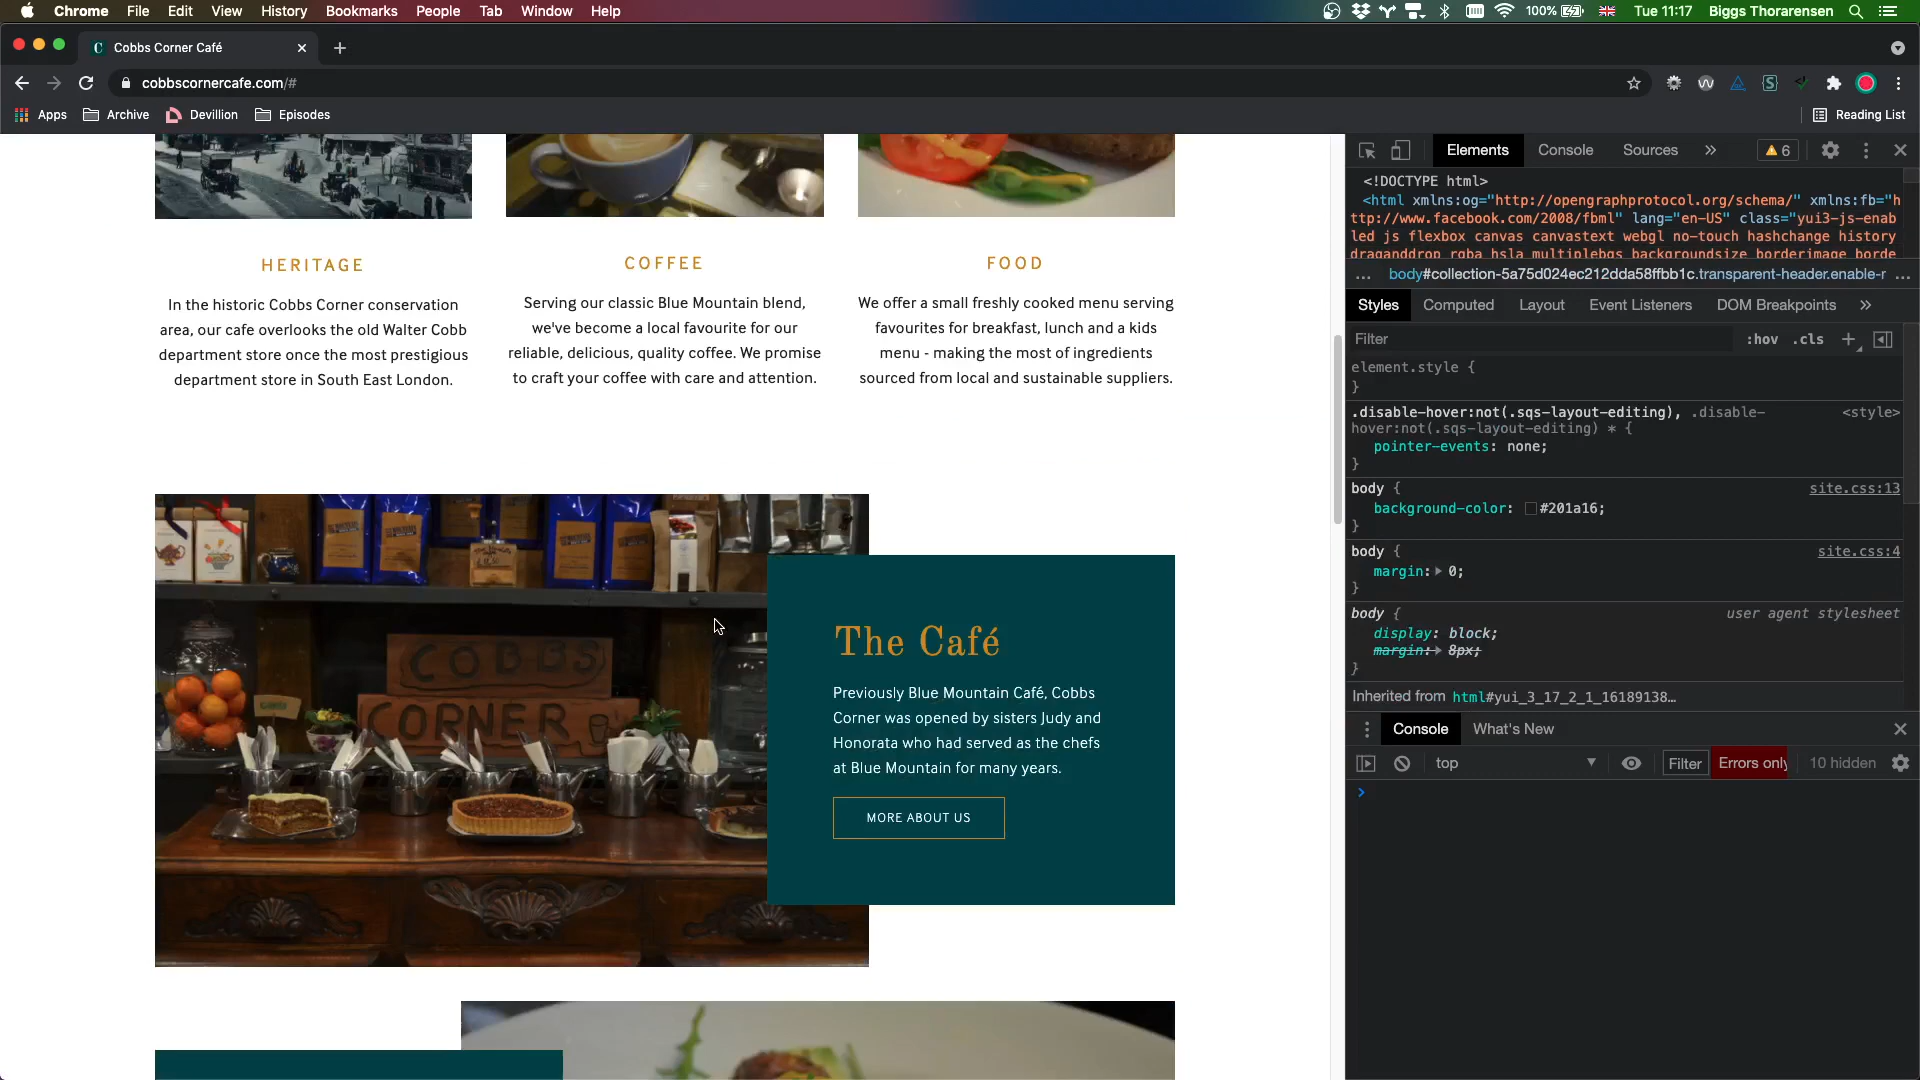 Chrome File Edit View History Bookmarks People Tab Window Help
100% Tue 11:17 Biggs Thorarensen
C Cobbs Corner Café
cobbscornercafe.com/#
Apps Archive Devillion Episodes Reading List
HERITAGE
In the historic Cobbs Corner conservation
area, our cafe overlooks the old Walter Cobb
department store once the most prestigious
department store in South East London.
COFFEE
Serving our classic Blue Mountain blend,
we've become a local favourite for our
reliable, delicious, quality coffee. We promise
to craft your coffee with care and attention.
FOOD
We offer a small freshly cooked menu serving
favourites for breakfast, lunch and a kids
menu - making the most of ingredients
sourced from local and sustainable suppliers.
COBBS
CORNER
The Café
Previously Blue Mountain Café, Cobbs
Corner was opened by sisters Judy and
Honorata who had served as the chefs
at Blue Mountain for many years.
MORE ABOUT US
Elements Console Sources » 6
<!DOCTYPE html>
<html xmlns:og="http://opengraphprotocol.org/schema/" xmlns:fb="h
ttp://www.facebook.com/2008/fbml" lang="en-US" class="yui3-js-enab
led js flexbox canvas canvastext webgl no-touch hashchange history
draganddrop rgba hsla multiplebgs backgroundsize borderimage borde
... body#collection-5a75d024ec212dda58ffbb1c.transparent-header.enable-r ...
Styles Computed Layout Event Listeners DOM Breakpoints »
Filter :hov .cls +
element.style {
}
.disable-hover:not(.sqs-layout-editing), .disable- <style>
hover:not(.sqs-layout-editing) * {
pointer-events: none;
}
body { site.css:13
background-color: #201a16;
}
body { site.css:4
margin: 0;
}
body { user agent stylesheet
display: block;
margin: 8px;
}
Inherited from html#yui_3_17_2_1_16189138…
Console What's New
top Filter Errors only 10 hidden